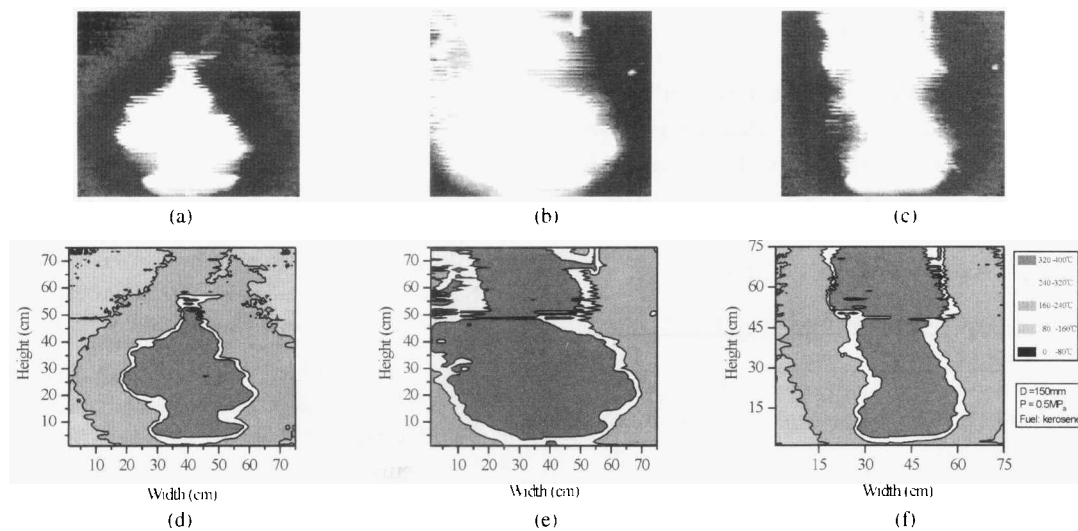 (a)
(b)
(c)
70
60
50
40
30
20
10
Height (cm)
10 20 30 40 50 60 70
Width (cm)
(d)
70
60
50
40
30
20
10
Height (cm)
10 20 30 40 50 60 70
Width (cm)
(e)
75
60
45
30
15
Height (cm)
15 30 45 60 75
Width (cm)
(f)
320-400℃
240-320℃
160-240℃
80 -160℃
0 -80℃
D =150mm
P = 0.5MPa
Fuel: kerosene